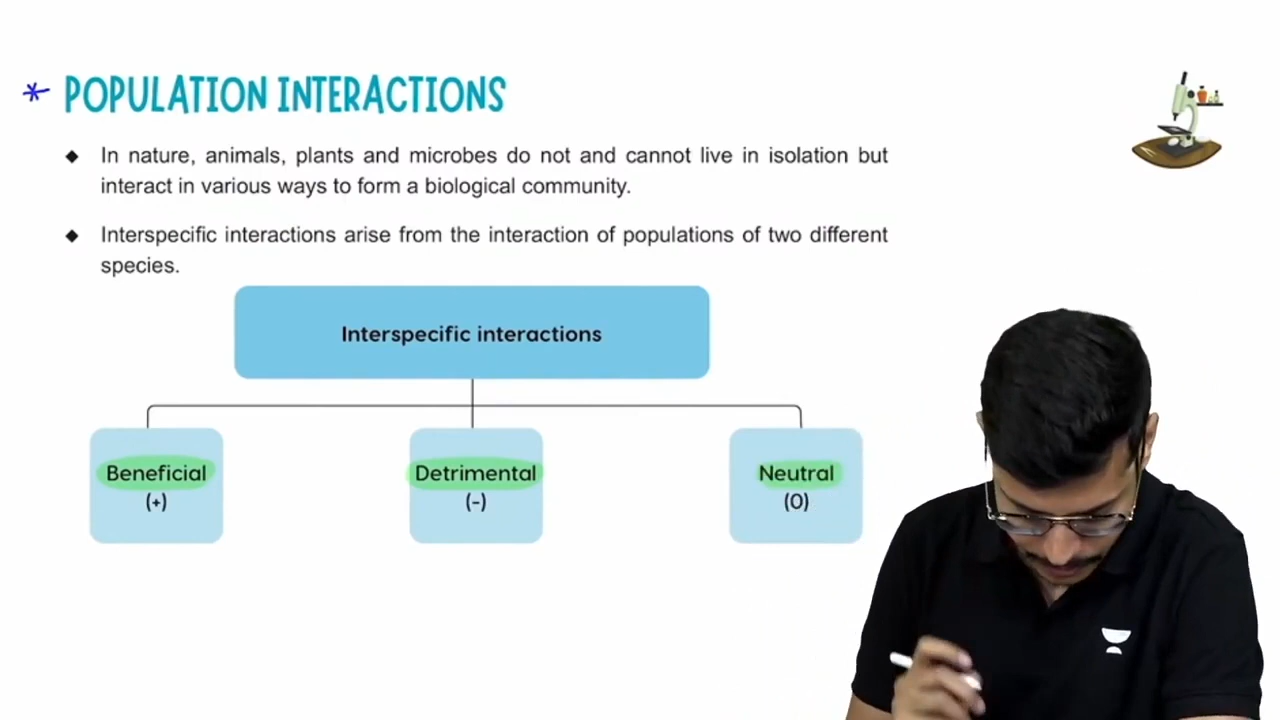 * POPULATION INTERACTIONS
◆ In nature, animals, plants and microbes do not and cannot live in isolation but
interact in various ways to form a biological community.
◆ Interspecific interactions arise from the interaction of populations of two different
species.
Interspecific interactions
Beneficial
(+)
Detrimental
(-)
Neutral
(0)